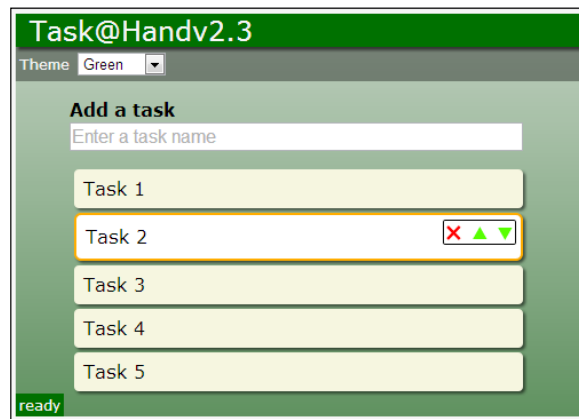 Task@Handv2.3
Theme Green
Add a task
Enter a task name
Task 1
Task 2
Task 3
Task 4
Task 5
ready